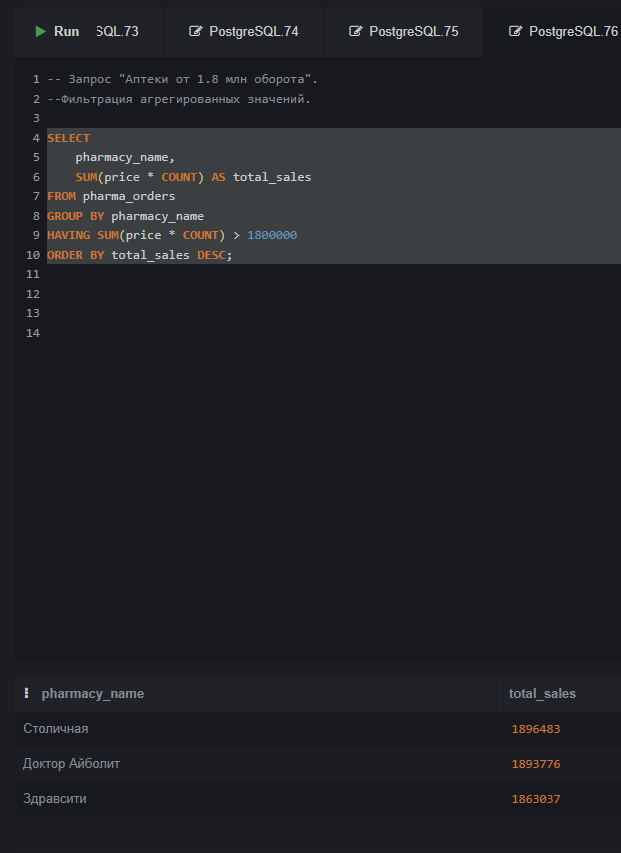 Run SQL.73 PostgreSQL.74 PostgreSQL.75 PostgreSQL.76
1 -- Запрос "Аптеки от 1.8 млн оборота".
2 --Фильтрация агрегированных значений.
3
4 SELECT
5 pharmacy_name,
6 SUM(price * COUNT) AS total_sales
7 FROM pharma_orders
8 GROUP BY pharmacy_name
9 HAVING SUM(price * COUNT) > 1800000
10 ORDER BY total_sales DESC;
11
12
13
14
pharmacy_name total_sales
Столичная 1896483
Доктор Айболит 1893776
Здравсити 1863037